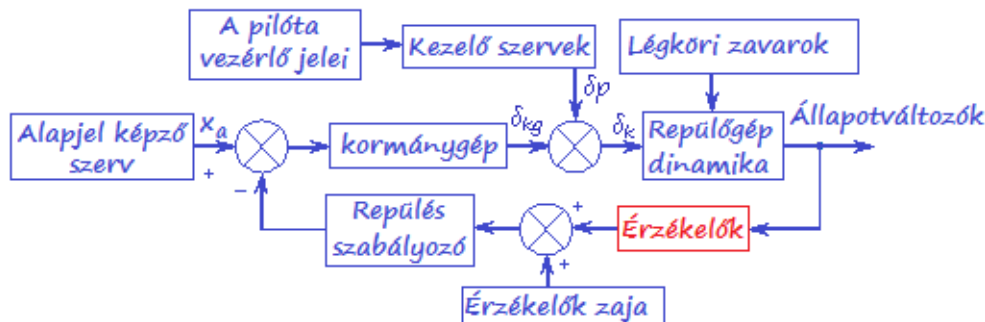 A pilóta
vezérlő jelei
Kezelő szervek
Légköri zavarok
δp
Alapjel képző
szerv
xa
+
−
kormánygép
δkg
δk
Repülőgép
dinamika
Állapotváltozók
Repülés
szabályozó
+
+
Érzékelők
Érzékelők zaja